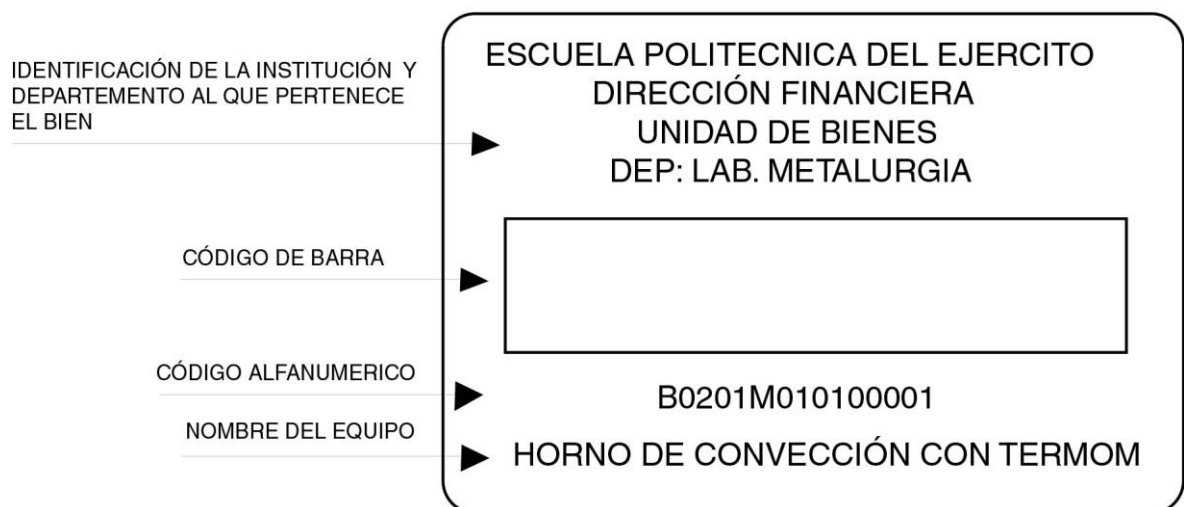 IDENTIFICACIÓN DE LA INSTITUCIÓN Y
DEPARTEMENTO AL QUE PERTENECE
EL BIEN
CÓDIGO DE BARRA
CÓDIGO ALFANUMERICO
NOMBRE DEL EQUIPO
ESCUELA POLITECNICA DEL EJERCITO
DIRECCIÓN FINANCIERA
UNIDAD DE BIENES
DEP: LAB. METALURGIA
B0201M010100001
HORNO DE CONVECCIÓN CON TERMOM